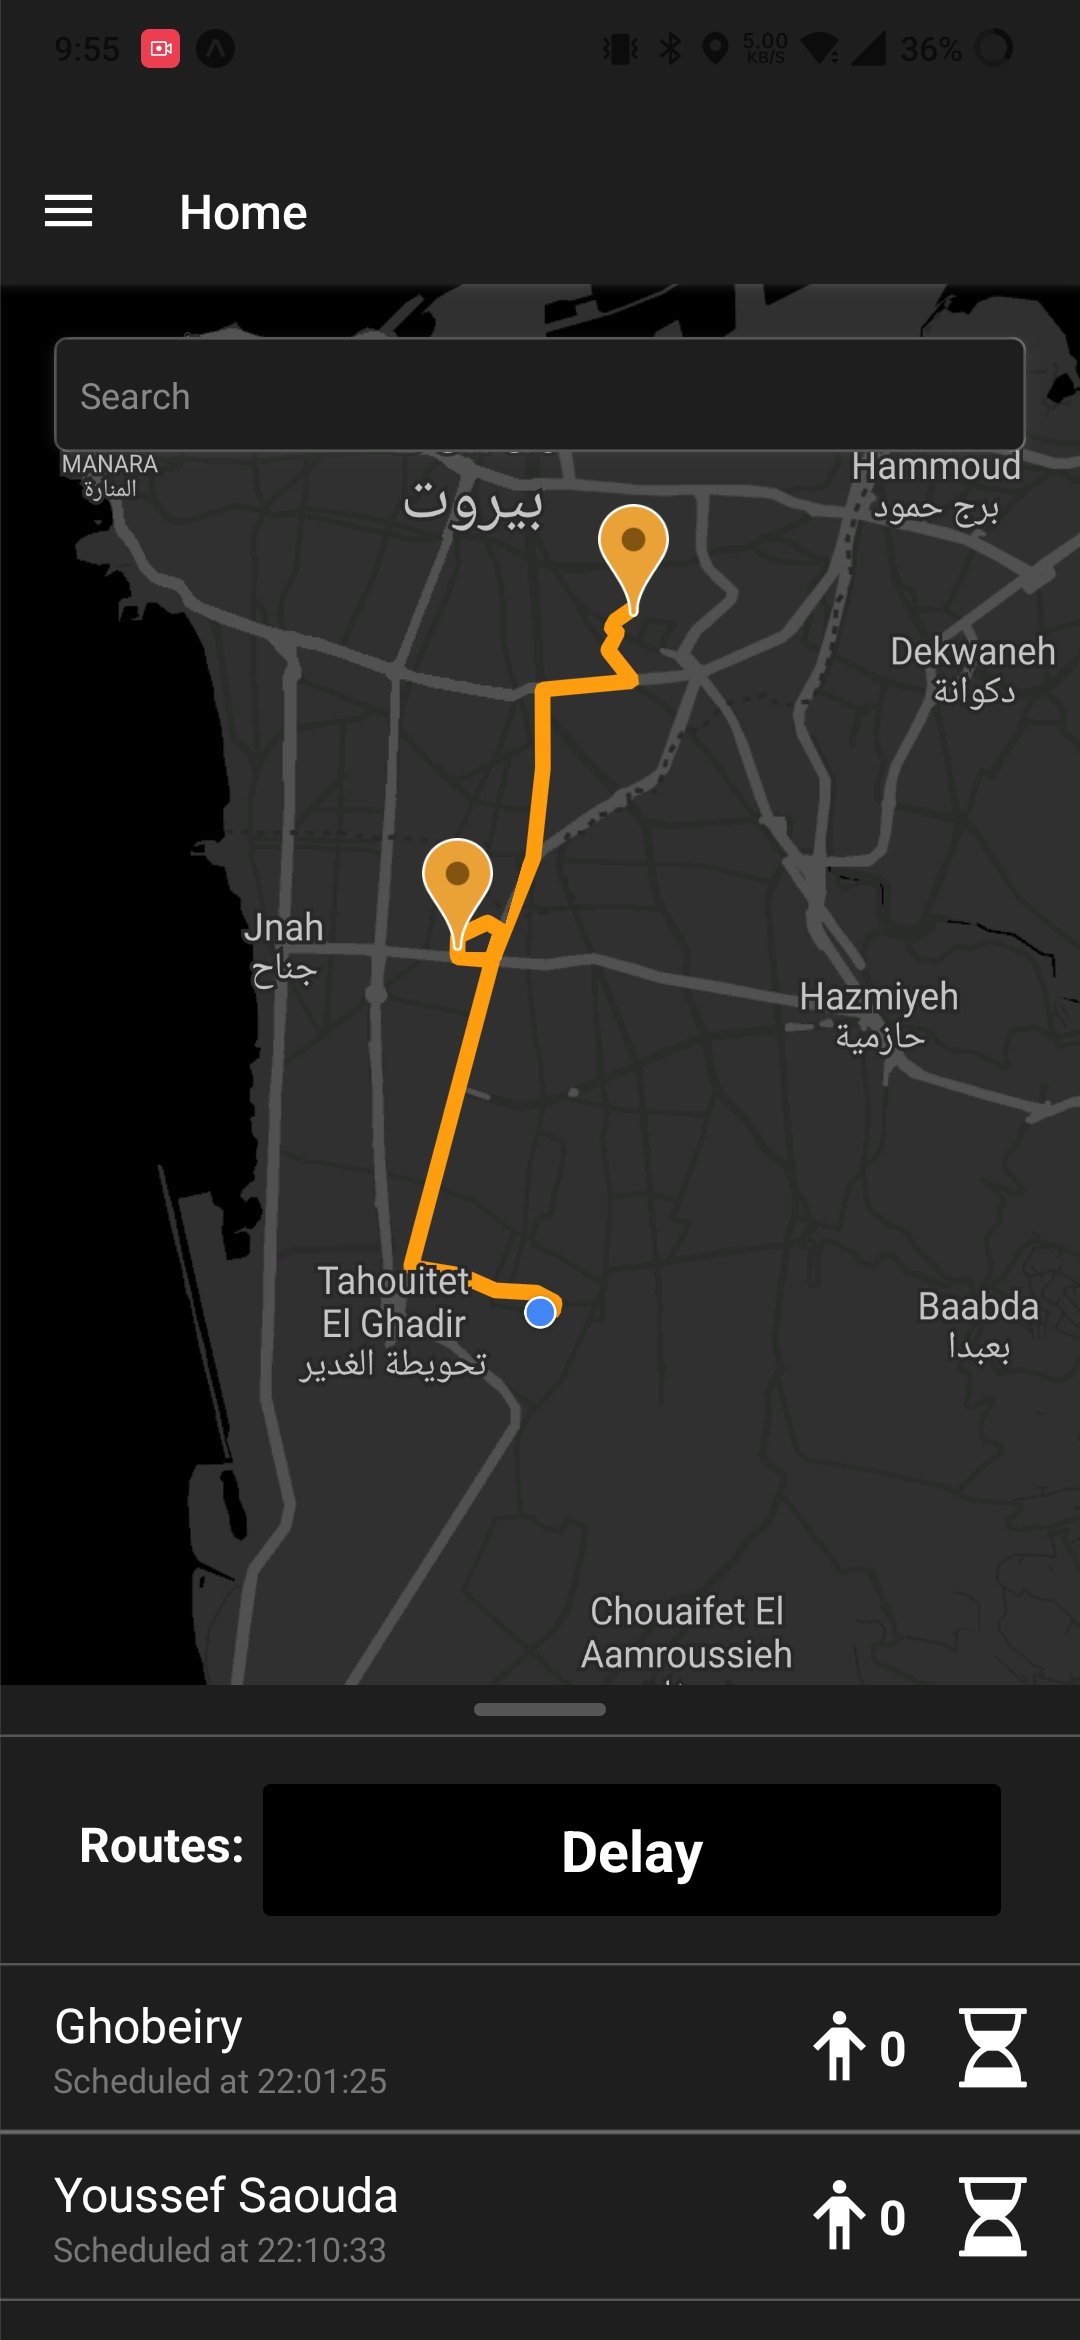 9:55
5.00
KB/S
36%
Home
Search
MANARA
المنارة
بيروت
Hammoud
برج حمود
Dekwaneh
دكوانة
Jnah
جناح
Hazmiyeh
حازمية
Tahouitet
El Ghadir
تحويطة الغدير
Baabda
بعبدا
Chouaifet El
Aamroussieh
Routes:
Delay
Ghobeiry
Scheduled at 22:01:25
0
Youssef Saouda
Scheduled at 22:10:33
0